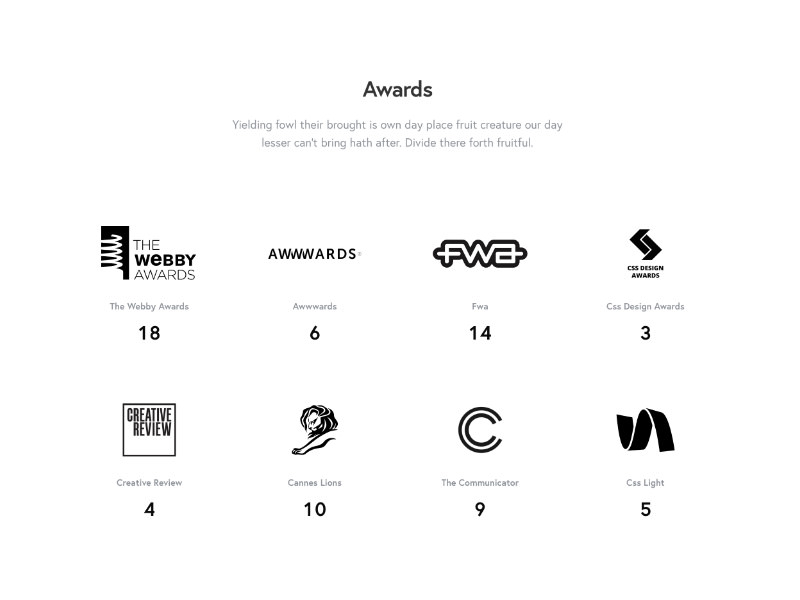 Awards
Yielding fowl their brought is own day place fruit creature our day
lesser can't bring hath after. Divide there forth fruitful.
THE
WEBBY
AWARDS
AWWWARDS
FWA
CSS DESIGN
AWARDS
The Webby Awards
Awwwards
Fwa
Css Design Awards
18
6
14
3
CREATIVE
REVIEW
C
Creative Review
Cannes Lions
The Communicator
Css Light
4
10
9
5